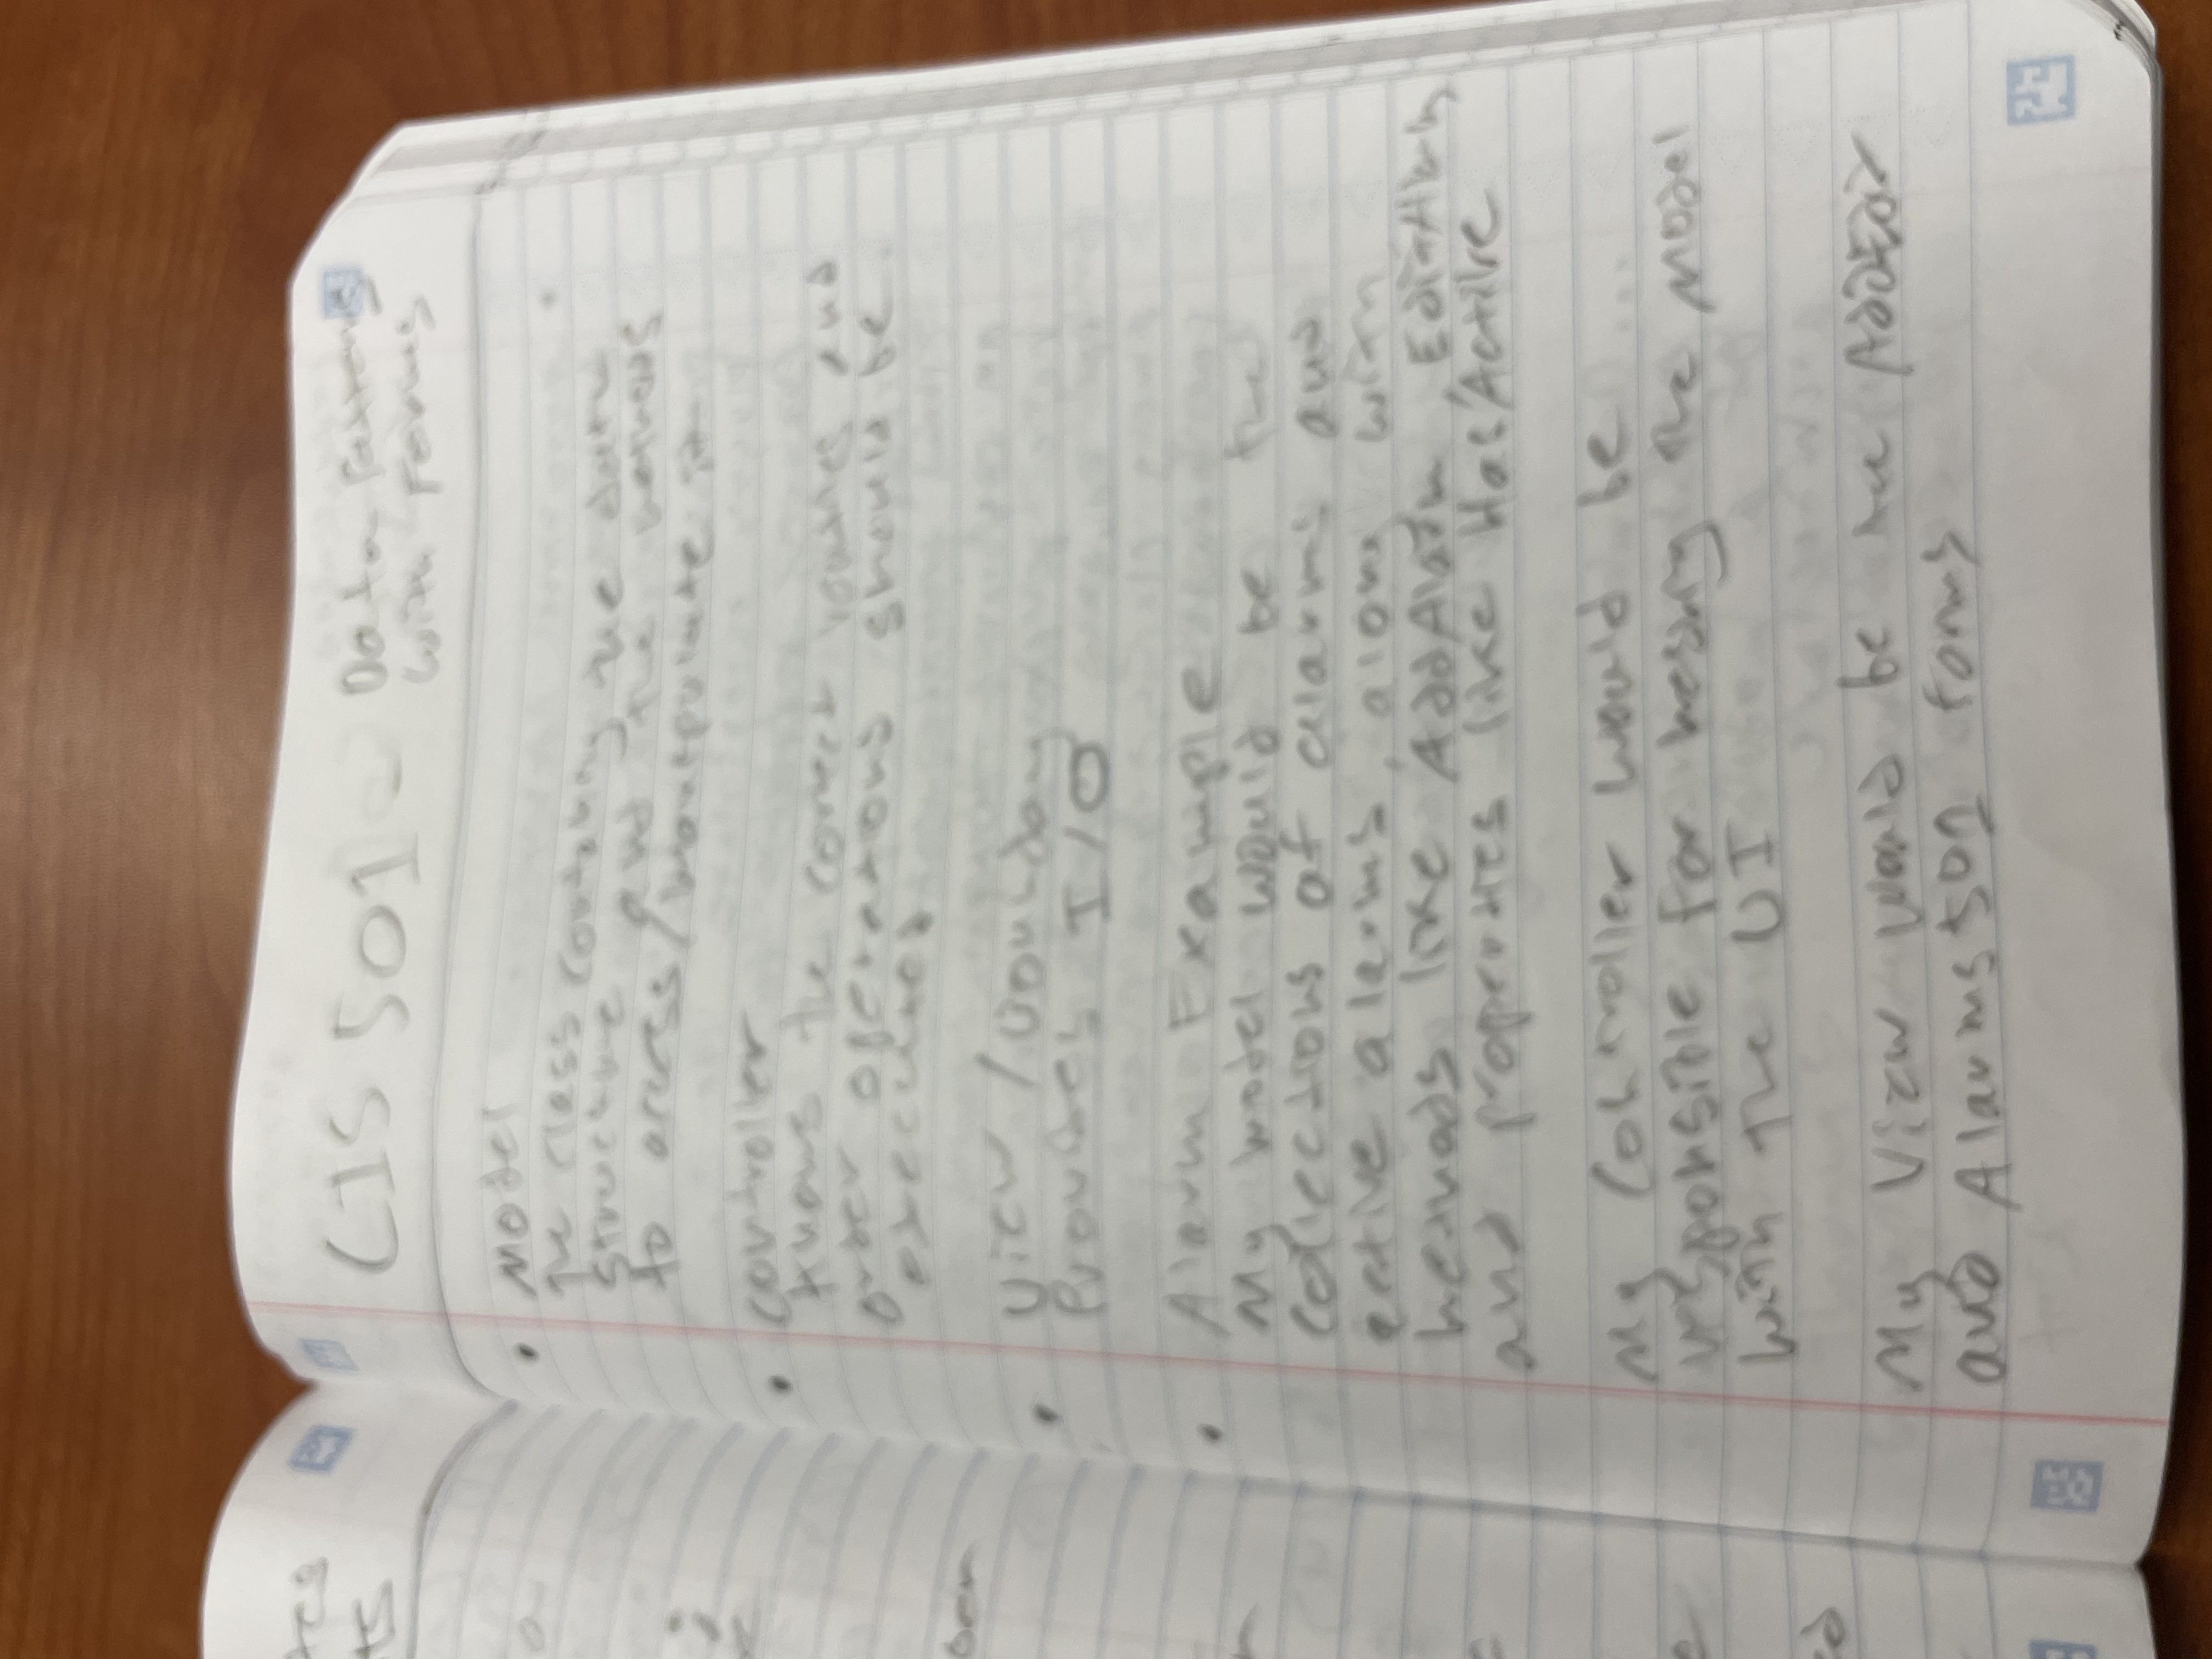 CIS 501 - Data Patterns
with Forms
• Model
The class containing the data
structure and the methods
to access/manipulate it
• Controller
knows the correct routines and
order operations should be
executed
• View / Boundary
Provides I/O
• Alarm Example
My model would be the
collections of alarms and
active alarms, along with
methods like AddAlarm, EditAlarm
and properties like HasActive
My Controller would be
responsible for the Model
with the UI
My View would be the AddEdit
and Alarms501 forms